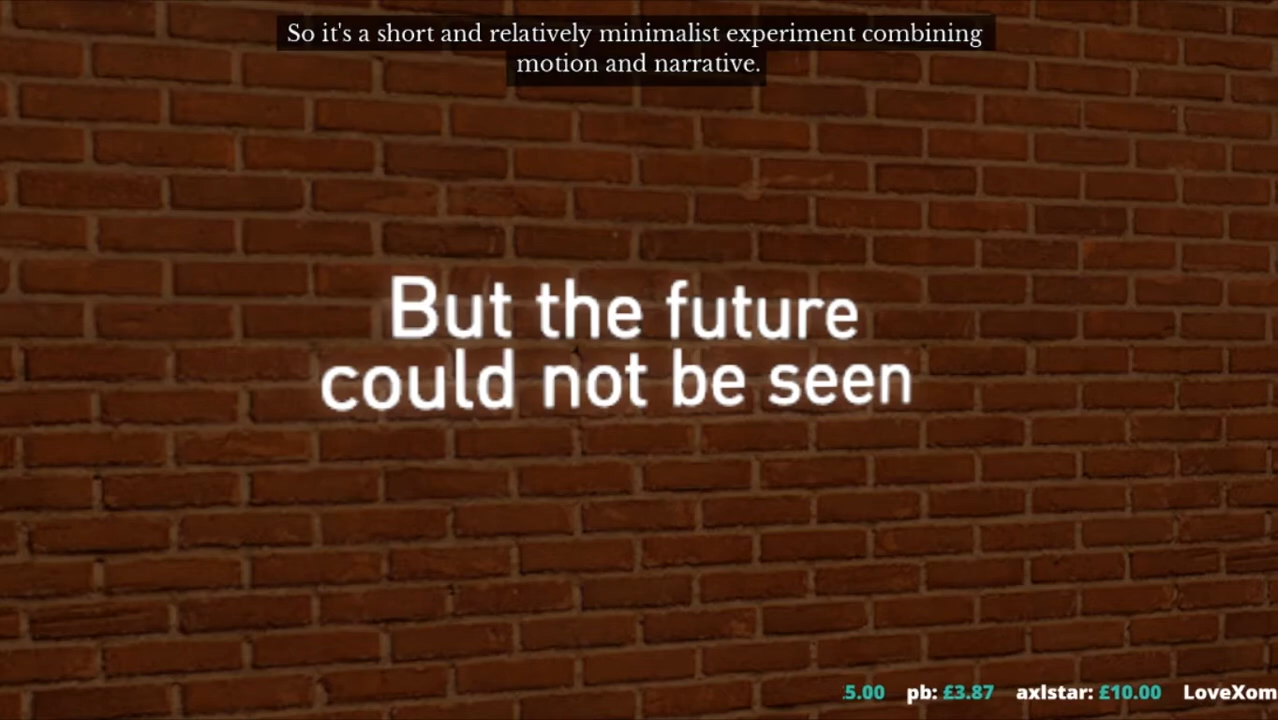 So it's a short and relatively minimalist experiment combining
motion and narrative.
But the future
could not be seen
5.00 pb: £3.87 axlstar: £10.00 LoveXom